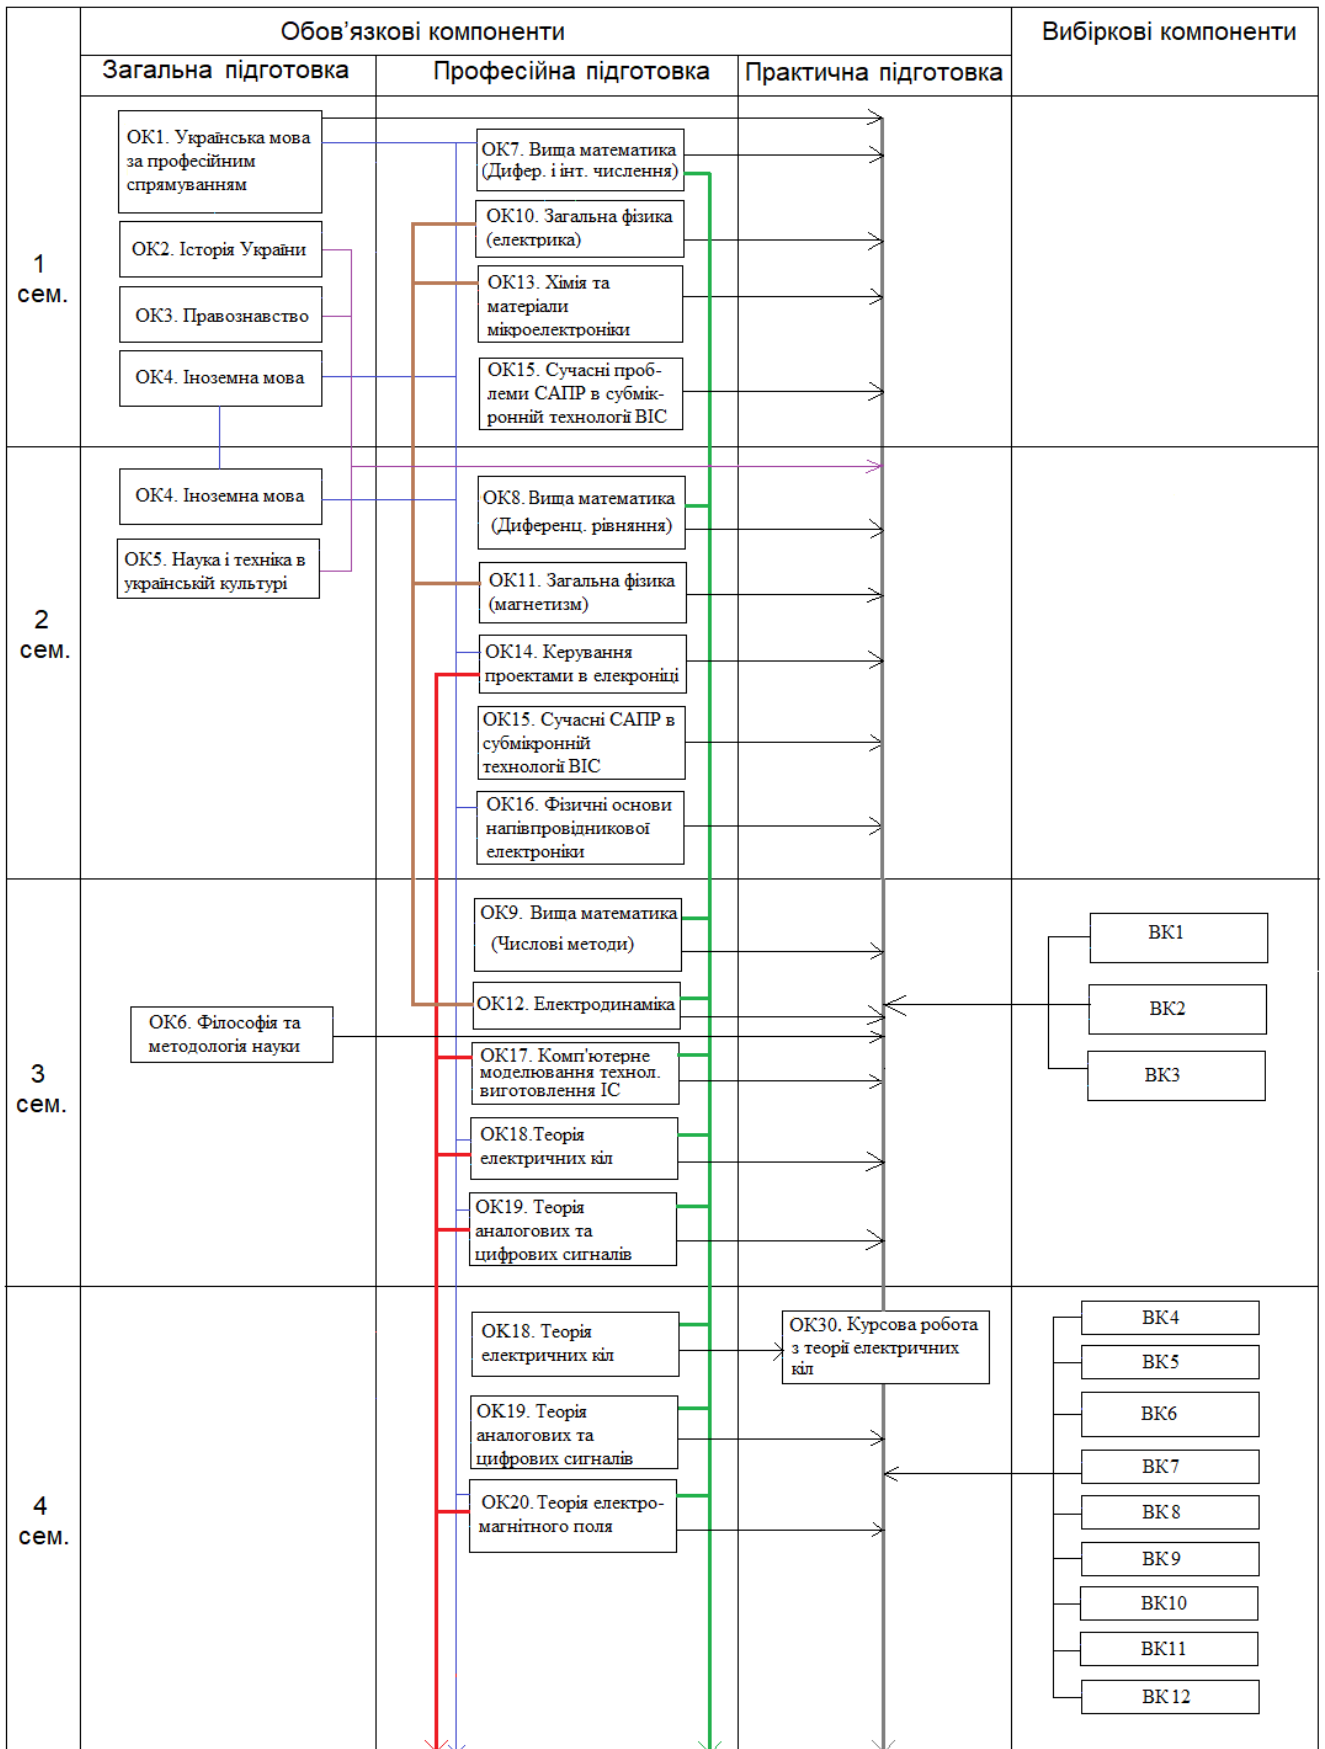 Обов’язкові компоненти
Вибіркові компоненти
Загальна підготовка
Професійна підготовка
Практична підготовка
1
сем.
ОК1. Українська мова
за професійним
спрямуванням
ОК2. Історія України
ОК3. Правознавство
ОК4. Іноземна мова
ОК7. Вища математика
(Дифер. і інт. числення)
ОК10. Загальна фізика
(електрика)
ОК13. Хімія та
матеріали
мікроелектроніки
ОК15. Сучасні проб-
леми САПР в субмік-
ронній технології ВІС
2
сем.
ОК4. Іноземна мова
ОК5. Наука і техніка в
українській культурі
ОК8. Вища математика
(Диференц. рівняння)
ОК11. Загальна фізика
(магнетизм)
ОК14. Керування
проектами в елекроніці
ОК15. Сучасні САПР в
субмікронній
технології ВІС
ОК16. Фізичні основи
напівпровідникової
електроніки
3
сем.
ОК6. Філософія та
методологія науки
ОК9. Вища математика
(Числові методи)
ОК12. Електродинаміка
ОК17. Комп'ютерне
моделювання технол.
виготовлення ІС
ОК18.Теорія
електричних кіл
ОК19. Теорія
аналогових та
цифрових сигналів
ВК1
ВК2
ВК3
4
сем.
ОК18. Теорія
електричних кіл
ОК19. Теорія
аналогових та
цифрових сигналів
ОК20. Теорія електро-
магнітного поля
ОК30. Курсова робота
з теорії електричних
кіл
ВК4
ВК5
ВК6
ВК7
ВК8
ВК9
ВК10
ВК11
ВК12